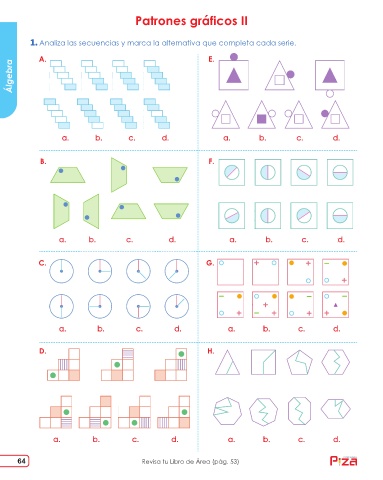 Patrones gráficos II
1. Analiza las secuencias y marca la alternativa que completa cada serie.
Álgebra
A.
a. b. c. d.
E.
a. b. c. d.
B.
a. b. c. d.
F.
a. b. c. d.
C.
a. b. c. d.
G.
a. b. c. d.
D.
a. b. c. d.
H.
a. b. c. d.
64
Revisa tu Libro de Área (pág. 53)